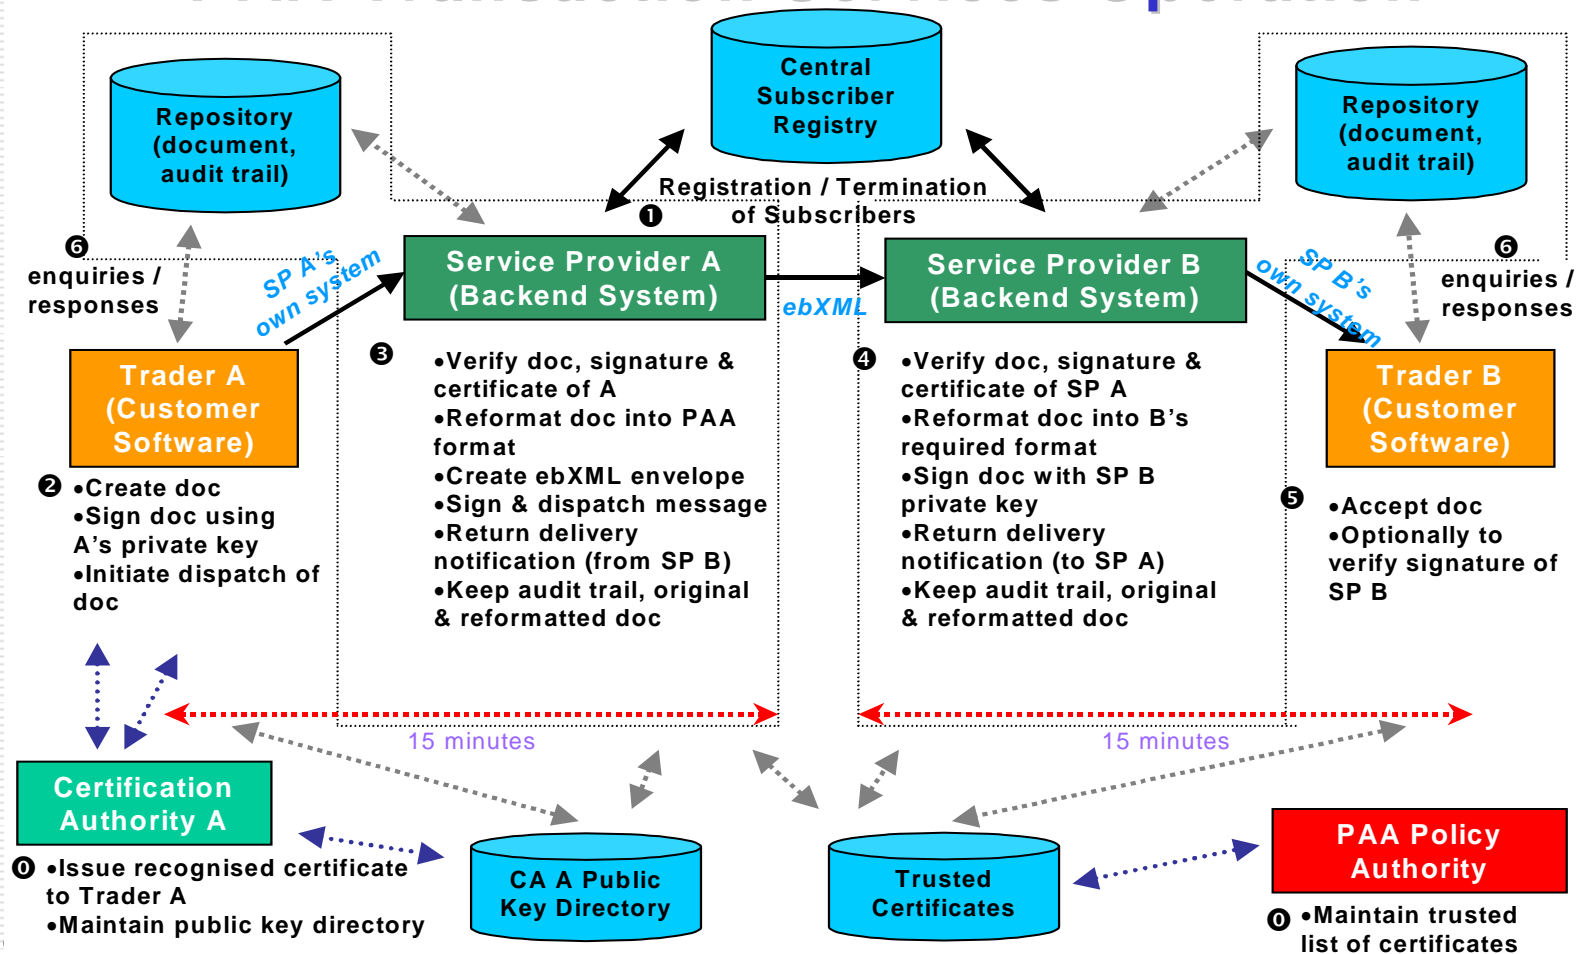 PAA Transaction Services Operation
Central
Subscriber
Registry
Repository
(document,
audit trail)
Repository
(document,
audit trail)
Registration / Termination
of Subscribers
❶
❻
enquiries /
responses
SP A's
own system
Service Provider A
(Backend System)
ebXML
Service Provider B
(Backend System)
SP B's
own system
❻
enquiries /
responses
Trader A
(Customer
Software)
❸
•Verify doc, signature &
certificate of A
•Reformat doc into PAA
format
•Create ebXML envelope
•Sign & dispatch message
•Return delivery
notification (from SP B)
•Keep audit trail, original
& reformatted doc
❹
•Verify doc, signature &
certificate of SP A
•Reformat doc into B's
required format
•Sign doc with SP B
private key
•Return delivery
notification (to SP A)
•Keep audit trail, original
& reformatted doc
Trader B
(Customer
Software)
❷ •Create doc
•Sign doc using
A's private key
•Initiate dispatch of
doc
❺
•Accept doc
•Optionally to
verify signature of
SP B
15 minutes
15 minutes
Certification
Authority A
⓿ •Issue recognised certificate
to Trader A
•Maintain public key directory
CA A Public
Key Directory
Trusted
Certificates
PAA Policy
Authority
⓿ •Maintain trusted
list of certificates